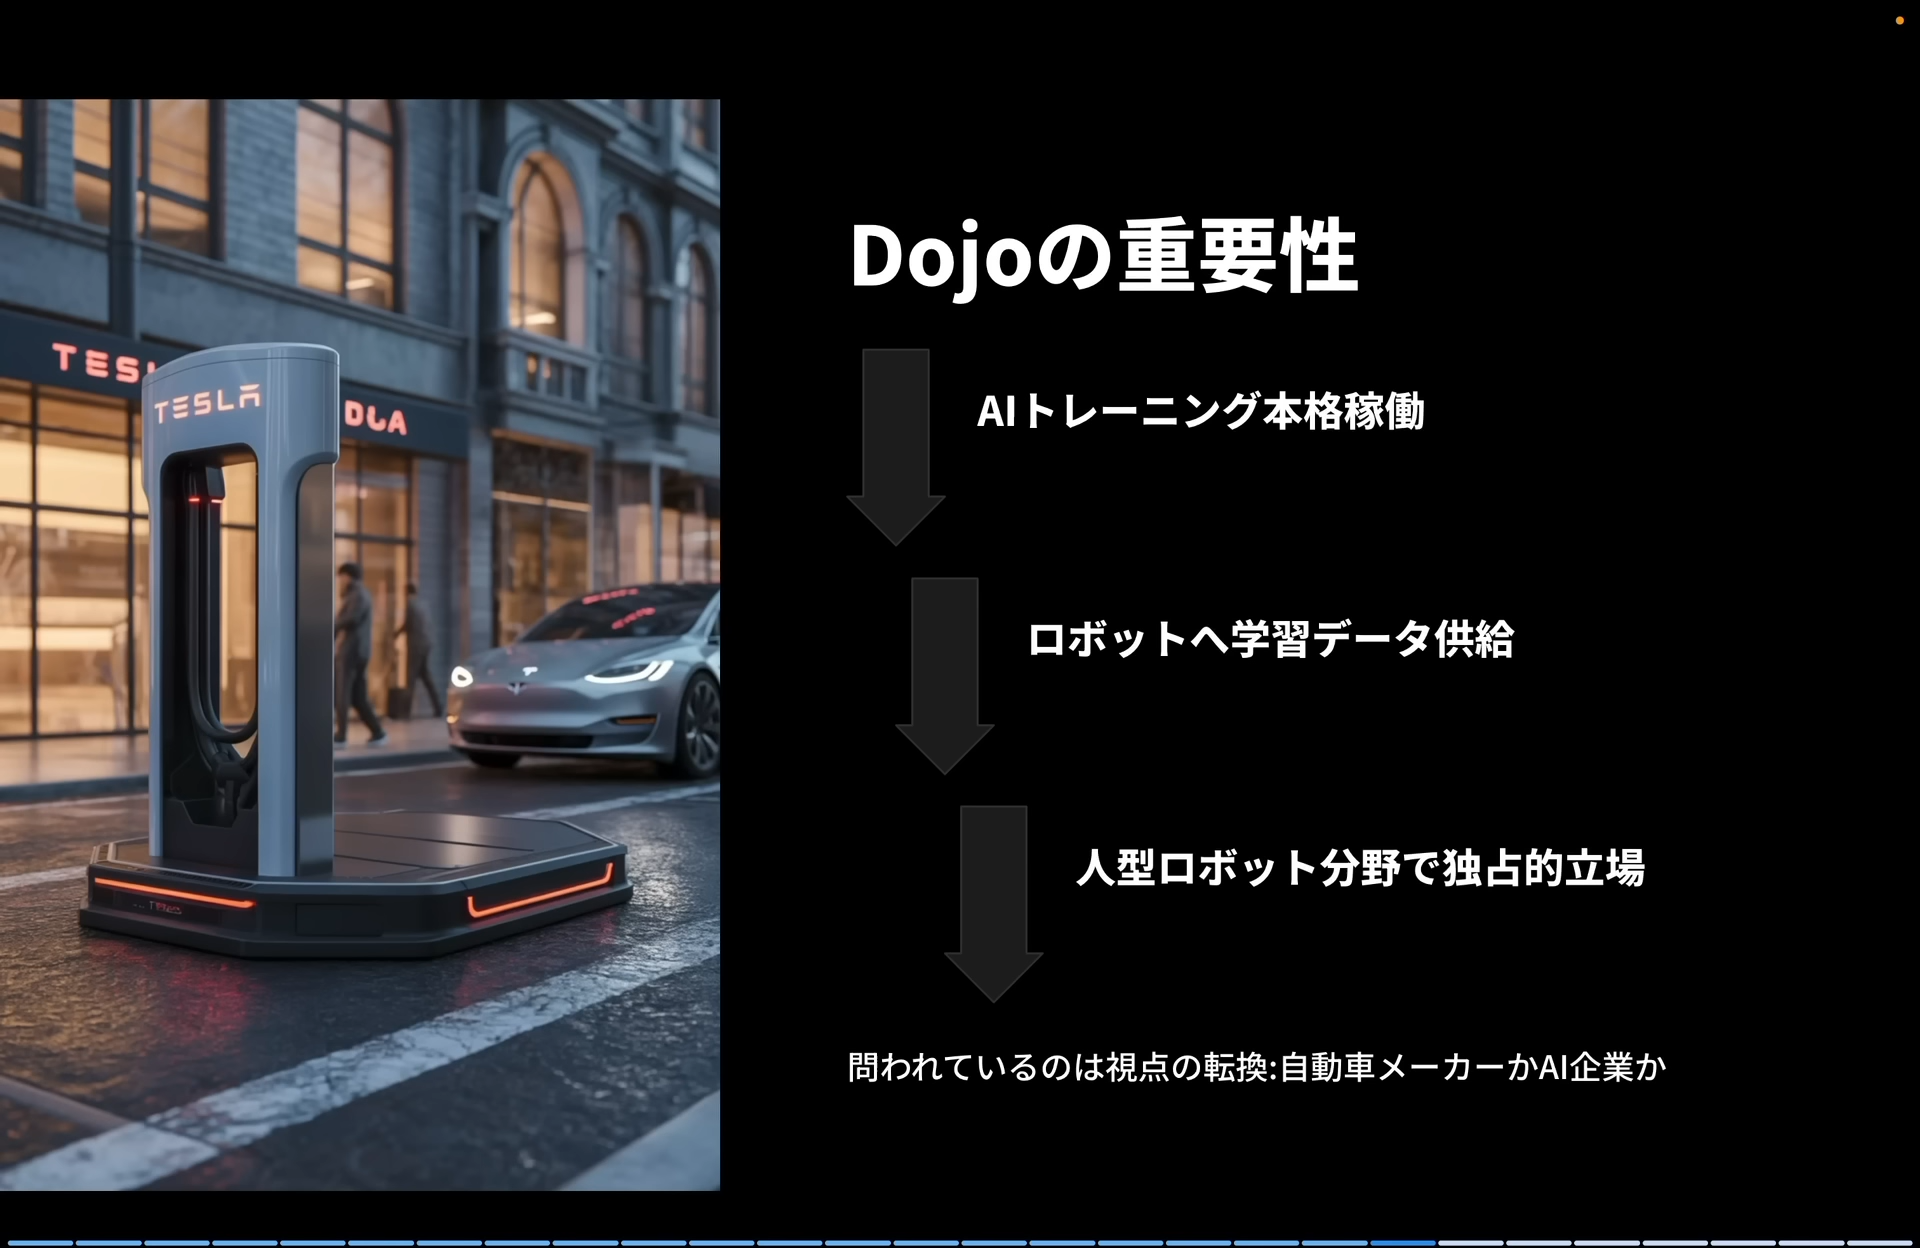 Dojoの重要性
AIトレーニング本格稼働
ロボットへ学習データ供給
人型ロボット分野で独占的立場
問われているのは視点の転換:自動車メーカーかAI企業か
TESL
TESLA
DLA